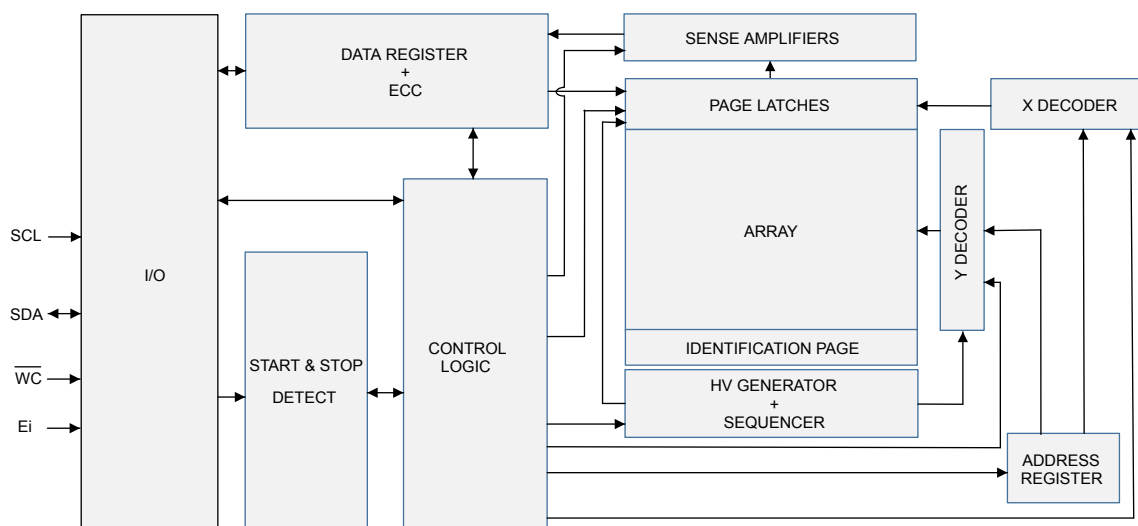 DATA REGISTER
+
ECC
SENSE AMPLIFIERS
PAGE LATCHES
X DECODER
SCL
SDA
W̅C̅
Ei
I/O
START & STOP
DETECT
CONTROL
LOGIC
ARRAY
Y DECODER
IDENTIFICATION PAGE
HV GENERATOR
+
SEQUENCER
ADDRESS
REGISTER